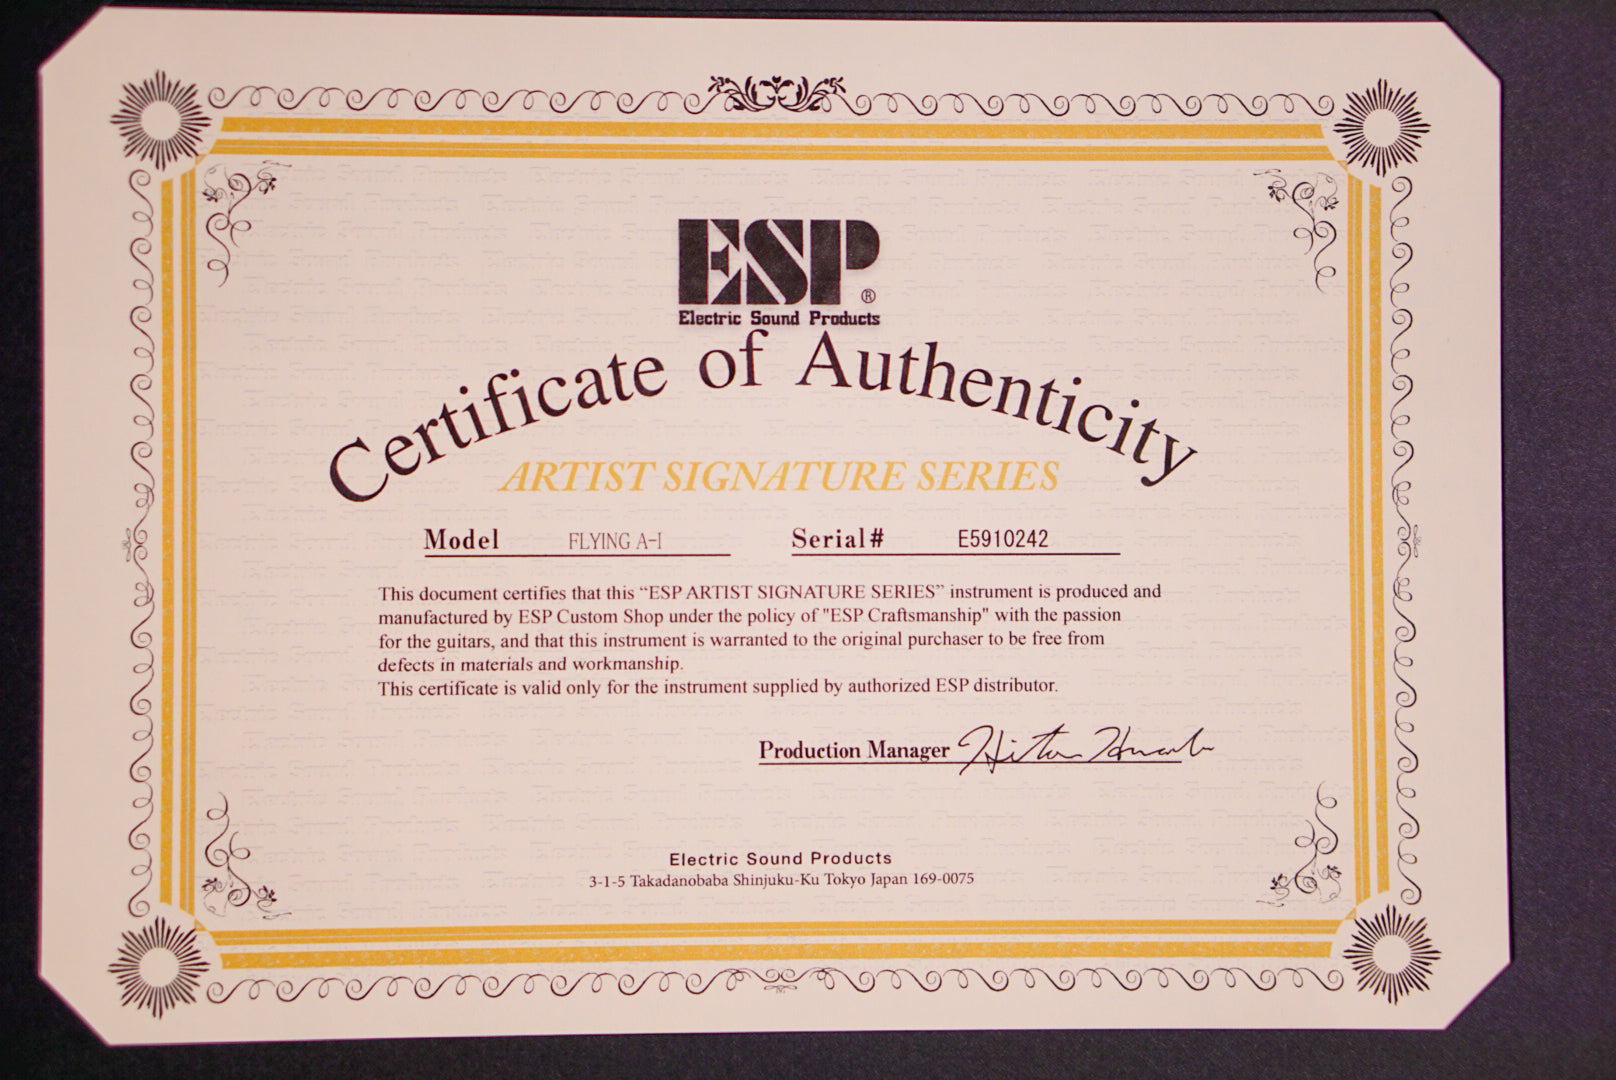 ESP®
Electric Sound Products
Certificate of Authenticity
ARTIST SIGNATURE SERIES
Model FLYING A-I Serial# E5910242
This document certifies that this “ESP ARTIST SIGNATURE SERIES” instrument is produced and
manufactured by ESP Custom Shop under the policy of "ESP Craftsmanship" with the passion
for the guitars, and that this instrument is warranted to the original purchaser to be free from
defects in materials and workmanship.
This certificate is valid only for the instrument supplied by authorized ESP distributor.
Production Manager
Electric Sound Products
3-1-5 Takadanobaba Shinjuku-Ku Tokyo Japan 169-0075